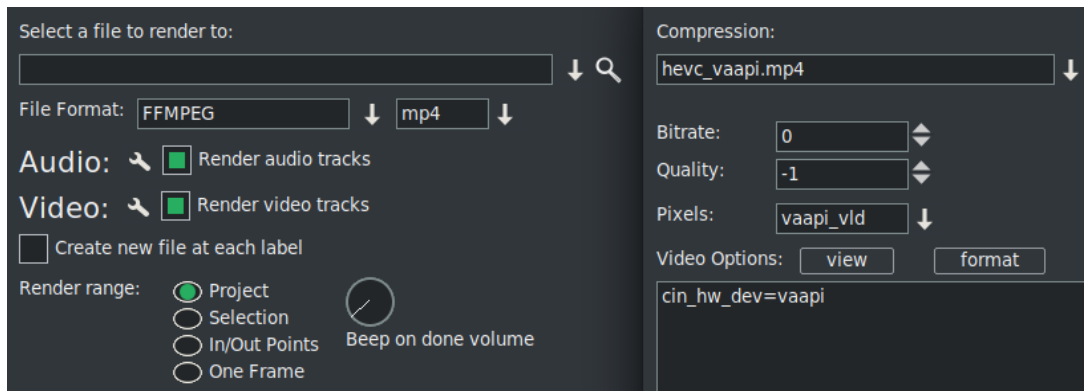 Select a file to render to:
File Format: FFMPEG mp4
Audio: Render audio tracks
Video: Render video tracks
Create new file at each label
Render range: Project
Selection
In/Out Points
One Frame
Beep on done volume
Compression:
hevc_vaapi.mp4
Bitrate: 0
Quality: -1
Pixels: vaapi_vld
Video Options: view format
cin_hw_dev=vaapi